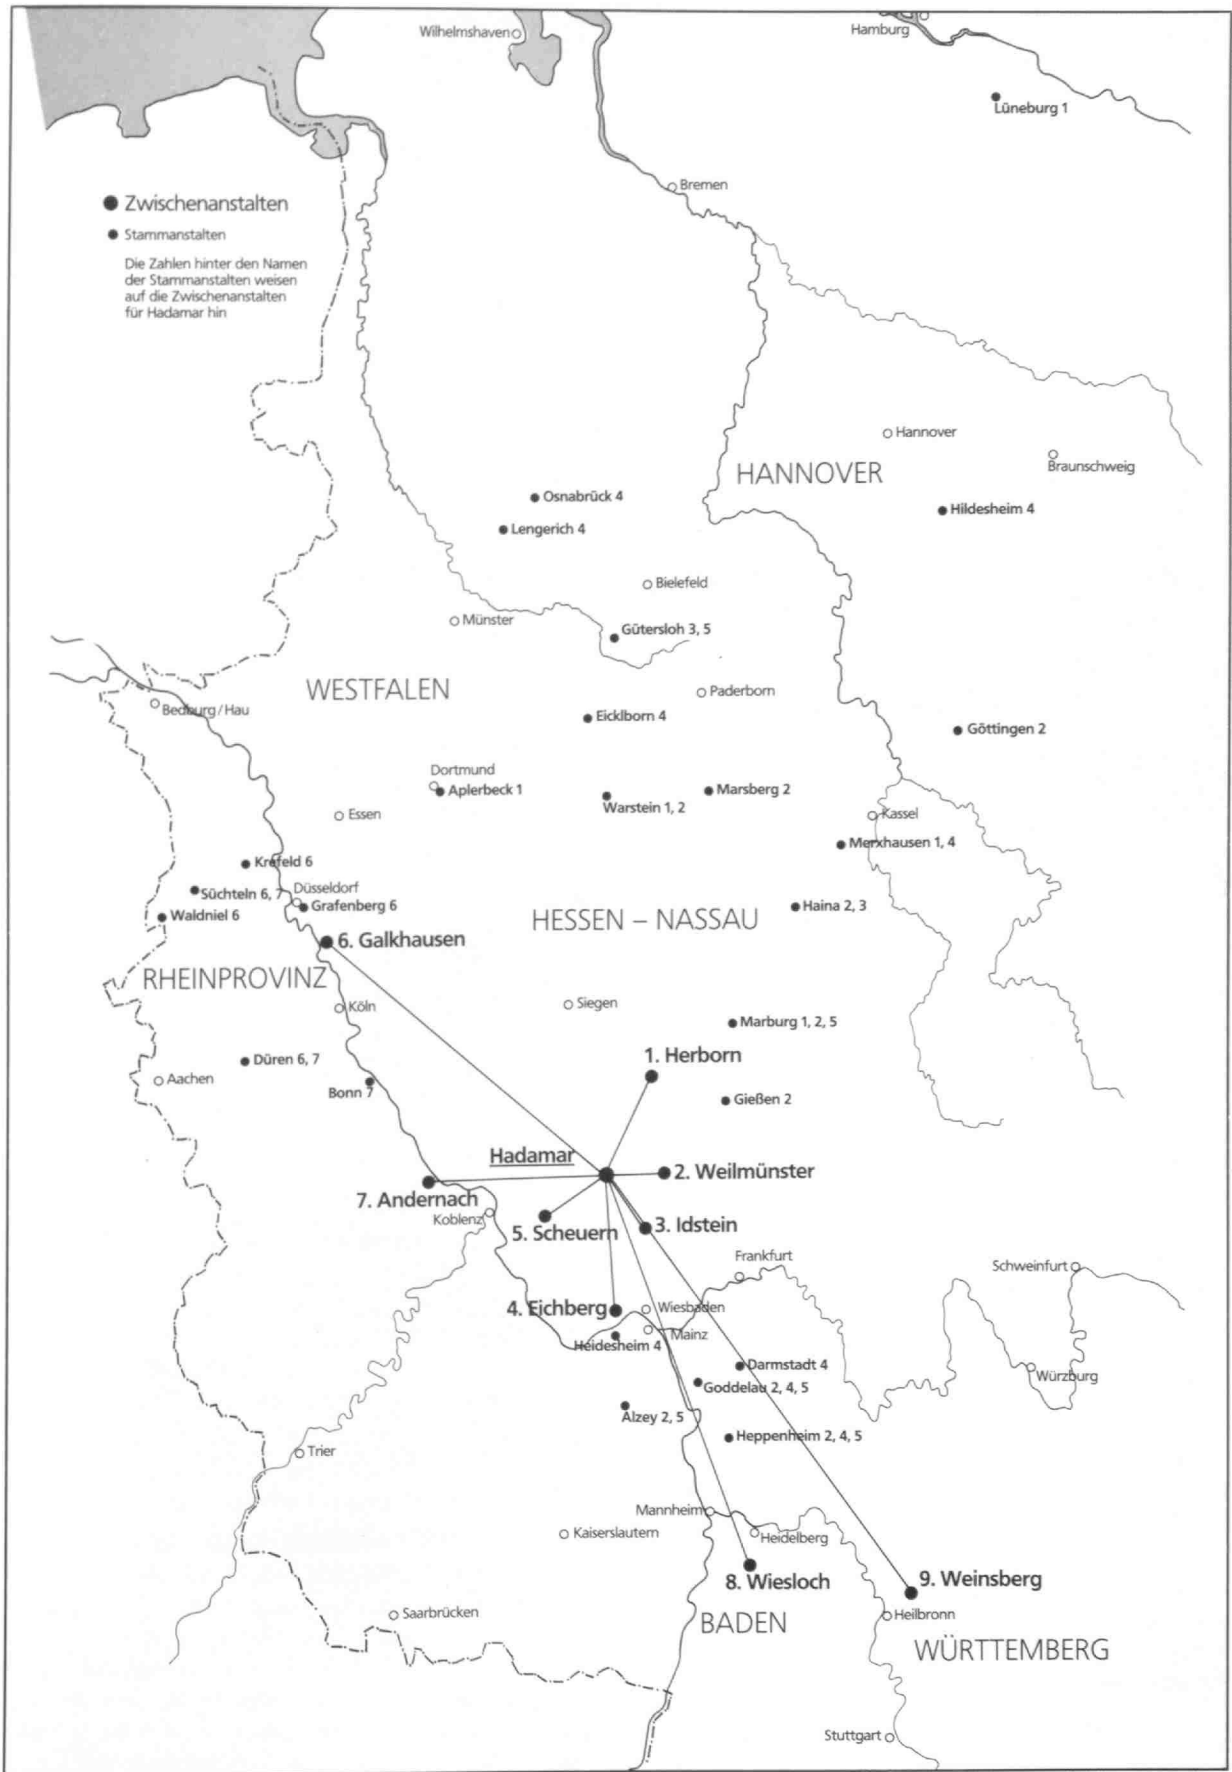 Wilhelmshaven
Hamburg
Lüneburg 1
Bremen
Zwischenanstalten
Stammanstalten
Die Zahlen hinter den Namen
der Stammanstalten weisen
auf die Zwischenanstalten
für Hadamar hin
Hannover
Braunschweig
HANNOVER
Osnabrück 4
Hildesheim 4
Lengerich 4
Bielefeld
Münster
Gütersloh 3, 5
WESTFALEN
Paderborn
Bedburg/Hau
Eicklborn 4
Göttingen 2
Dortmund
Aplerbeck 1
Marsberg 2
Warstein 1, 2
Essen
Kassel
Merxhausen 1, 4
Krefeld 6
Süchteln 6, 7
Düsseldorf
Grafenberg 6
Waldniel 6
Haina 2, 3
HESSEN – NASSAU
6. Galkhausen
RHEINPROVINZ
Köln
Siegen
Marburg 1, 2, 5
1. Herborn
Düren 6, 7
Aachen
Bonn 7
Gießen 2
Hadamar
2. Weilmünster
7. Andernach
Koblenz
5. Scheuern
3. Idstein
Frankfurt
Schweinfurt
4. Eichberg
Wiesbaden
Mainz
Heidesheim 4
Darmstadt 4
Würzburg
Goddelau 2, 4, 5
Alzey 2, 5
Heppenheim 2, 4, 5
Trier
Mannheim
Kaiserslautern
Heidelberg
8. Wiesloch
9. Weinsberg
Saarbrücken
Heilbronn
BADEN
WÜRTTEMBERG
Stuttgart